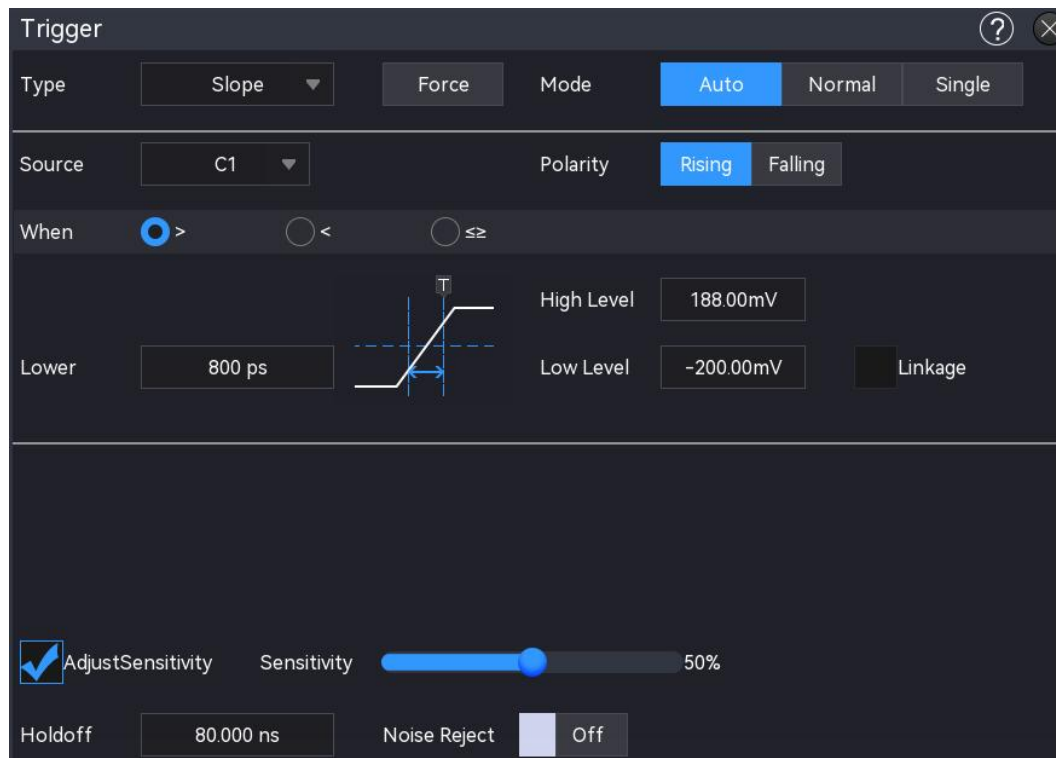 Trigger ?
Type Slope Force Mode Auto Normal Single
Source C1 Polarity Rising Falling
When > < ≤≥
T
High Level 188.00mV
Lower 800 ps Low Level -200.00mV Linkage
AdjustSensitivity Sensitivity 50%
Holdoff 80.000 ns Noise Reject Off